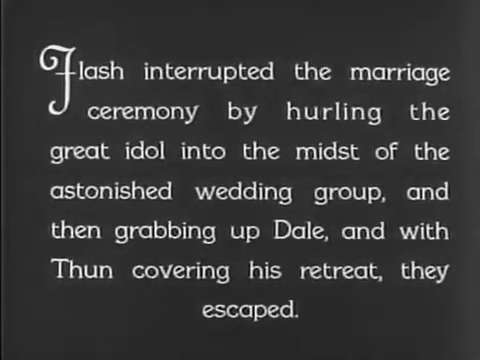 Flash interrupted the marriage
ceremony by hurling the
great idol into the midst of the
astonished wedding group, and
then grabbing up Dale, and with
Thun covering his retreat, they
escaped.